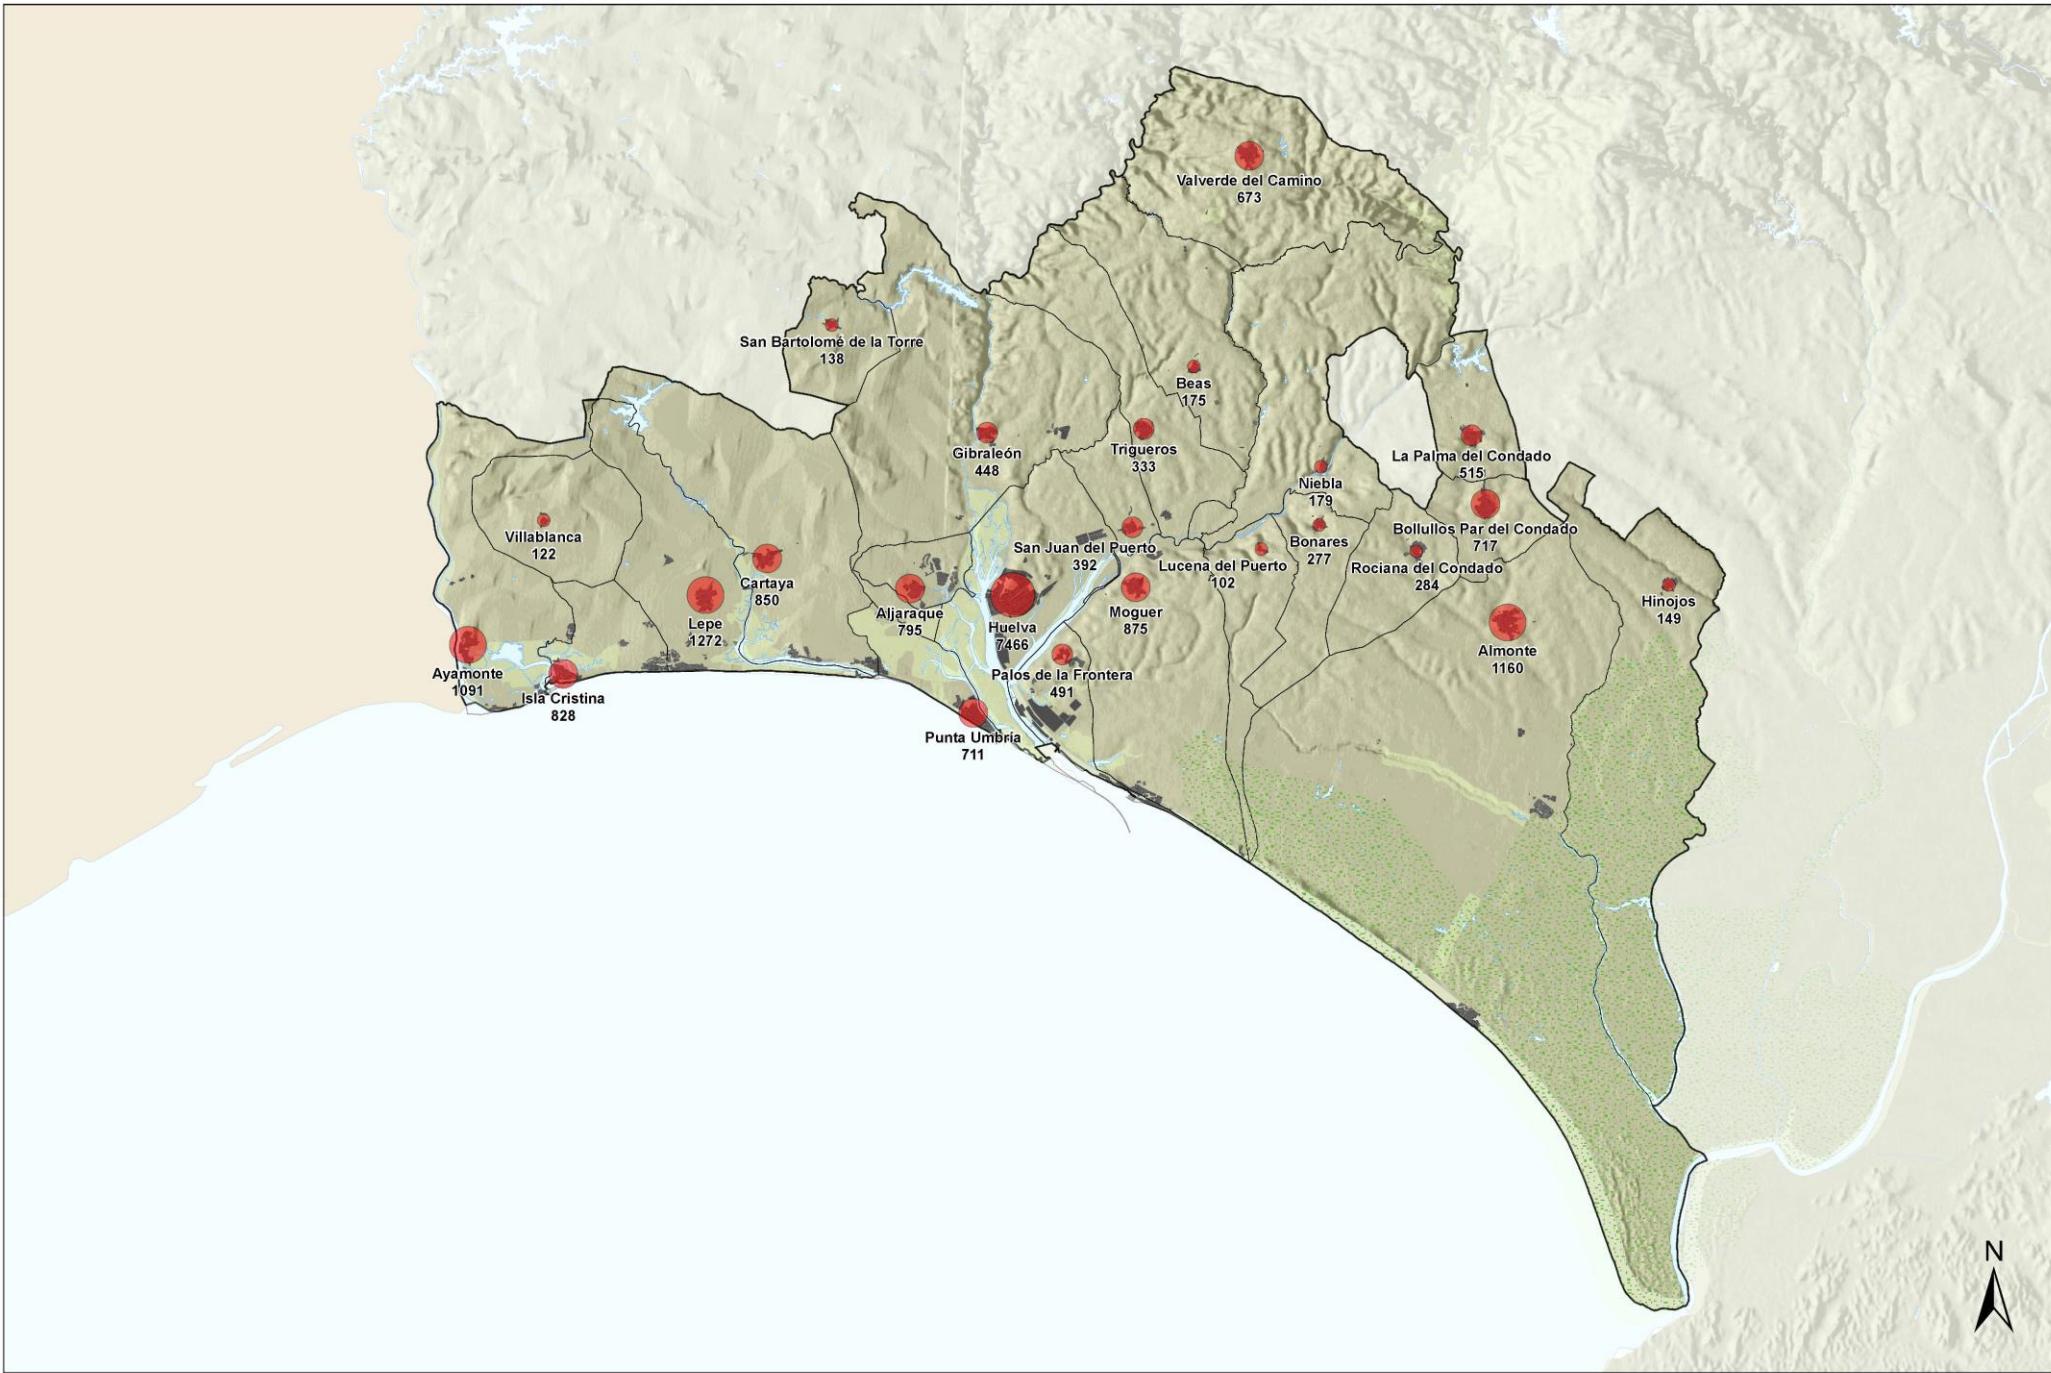 Valverde del Camino
673
San Bartolomé de la Torre
138
Beas
175
Gibraleón
448
Trigueros
333
La Palma del Condado
515
Niebla
179
Villablanca
122
San Juan del Puerto
392
Bonares
277
Bollullos Par del Condado
717
Lucena del Puerto
102
Rociana del Condado
284
Cartaya
850
Lepe
1272
Aljaraque
795
Huelva
7466
Moguer
875
Hinojos
149
Almonte
1160
Ayamonte
1091
Isla Cristina
828
Palos de la Frontera
491
Punta Umbría
711
N